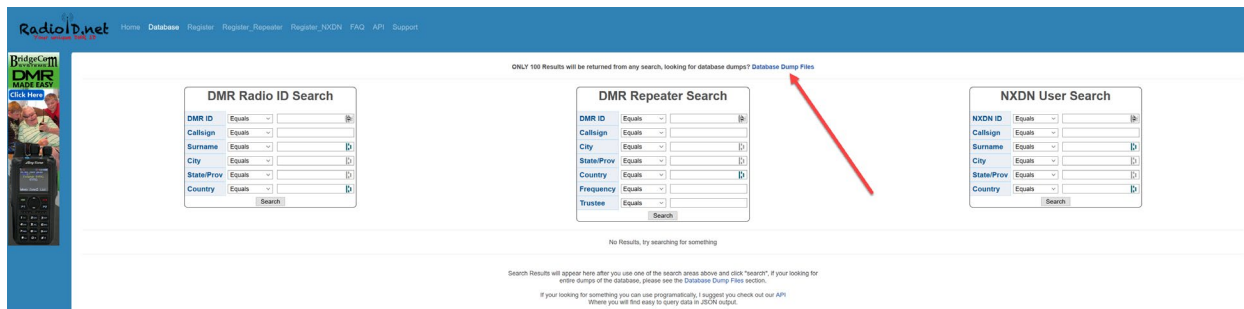 RadioID.net
Your unique DMR ID
Home Database Register Register_Repeater Register_NXDN FAQ API Support
BridgeCom
SYSTEMS
DMR
MADE EASY
Click Here
ONLY 100 Results will be returned from any search, looking for database dumps? Database Dump Files
DMR Radio ID Search
DMR ID Equals
Callsign Equals
Surname Equals
City Equals
State/Prov Equals
Country Equals
Search
DMR Repeater Search
DMR ID Equals
Callsign Equals
City Equals
State/Prov Equals
Country Equals
Frequency Equals
Trustee Equals
Search
NXDN User Search
NXDN ID Equals
Callsign Equals
Surname Equals
City Equals
State/Prov Equals
Country Equals
Search
No Results, try searching for something
Search Results will appear here after you use one of the search areas above and click "search", if your looking for
entire dumps of the database, please see the Database Dump Files section.
If your looking for something you can use programatically, I suggest you check out our API
Where you will find easy to query data in JSON output.